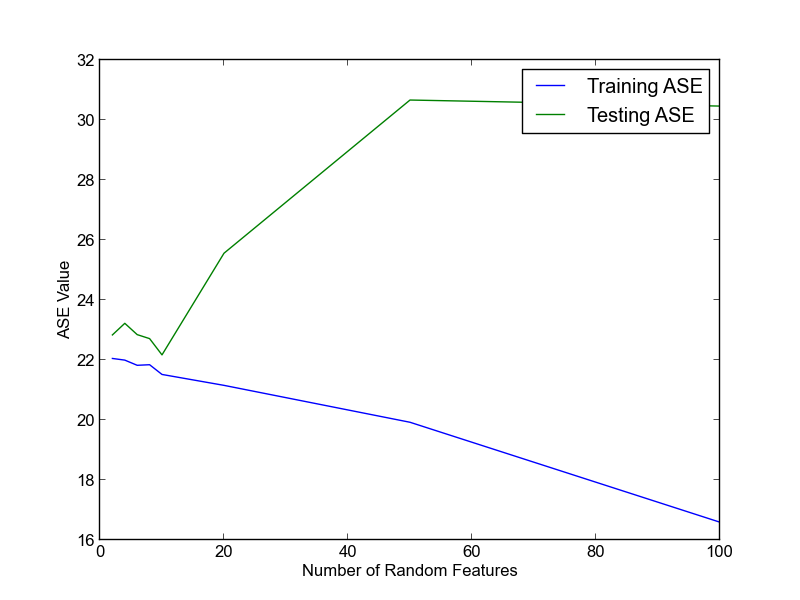 32
30
28
26
24
22
20
18
16
ASE Value
Training ASE
Testing ASE
0 20 40 60 80 100
Number of Random Features